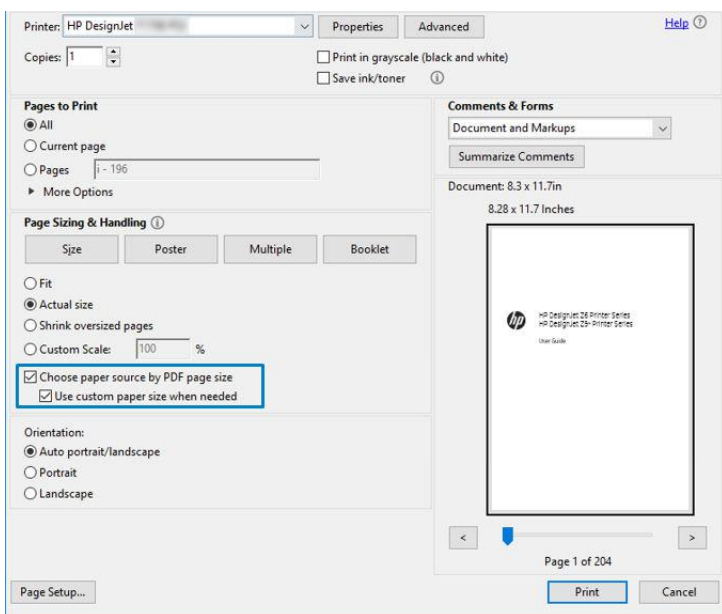 Printer: HP DesignJet Properties Advanced Help
Copies: 1 Print in grayscale (black and white)
Save ink/toner
Pages to Print
All
Current page
Pages i - 196
More Options
Comments & Forms
Document and Markups
Summarize Comments
Page Sizing & Handling
Size Poster Multiple Booklet
Fit
Actual size
Shrink oversized pages
Custom Scale: 100 %
Choose paper source by PDF page size
Use custom paper size when needed
Orientation:
Auto portrait/landscape
Portrait
Landscape
Document: 8.3 x 11.7in
8.28 x 11.7 Inches
hp
HP DesignJet Z6 Printer Series
HP DesignJet Z9+ Printer Series
User Guide
< >
Page 1 of 204
Page Setup... Print Cancel